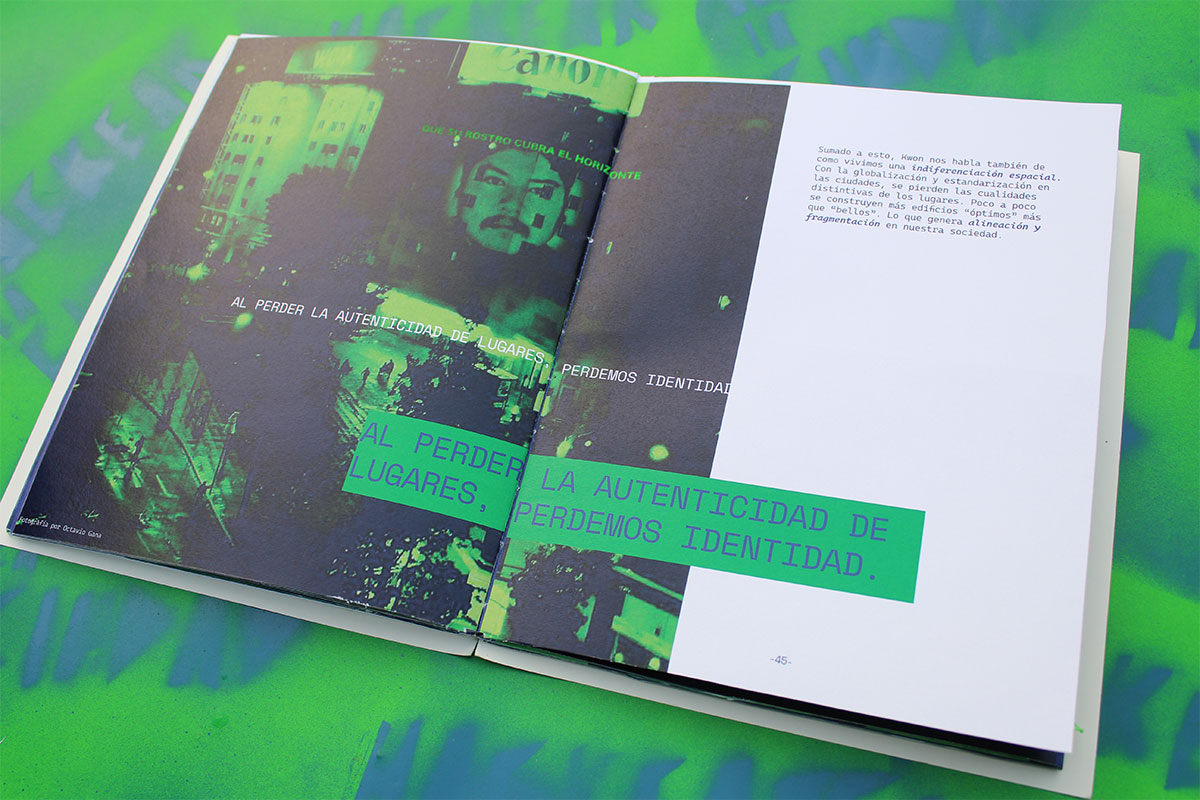 Canon
QUE SU ROSTRO CUBRA EL HORIZONTE
AL PERDER LA AUTENTICIDAD DE LUGARES, PERDEMOS IDENTIDAD
AL PERDER LA AUTENTICIDAD DE
LUGARES, PERDEMOS IDENTIDAD.
Fotografía por Octavio Gana
Sumado a esto, Kwon nos habla también de
como vivimos una indiferenciación espacial.
Con la globalización y estandarización en
las ciudades, se pierden las cualidades
distintivas de los lugares. Poco a poco
se construyen más edificios “óptimos” más
que “bellos”. Lo que genera alineación y
fragmentación en nuestra sociedad.
-45-